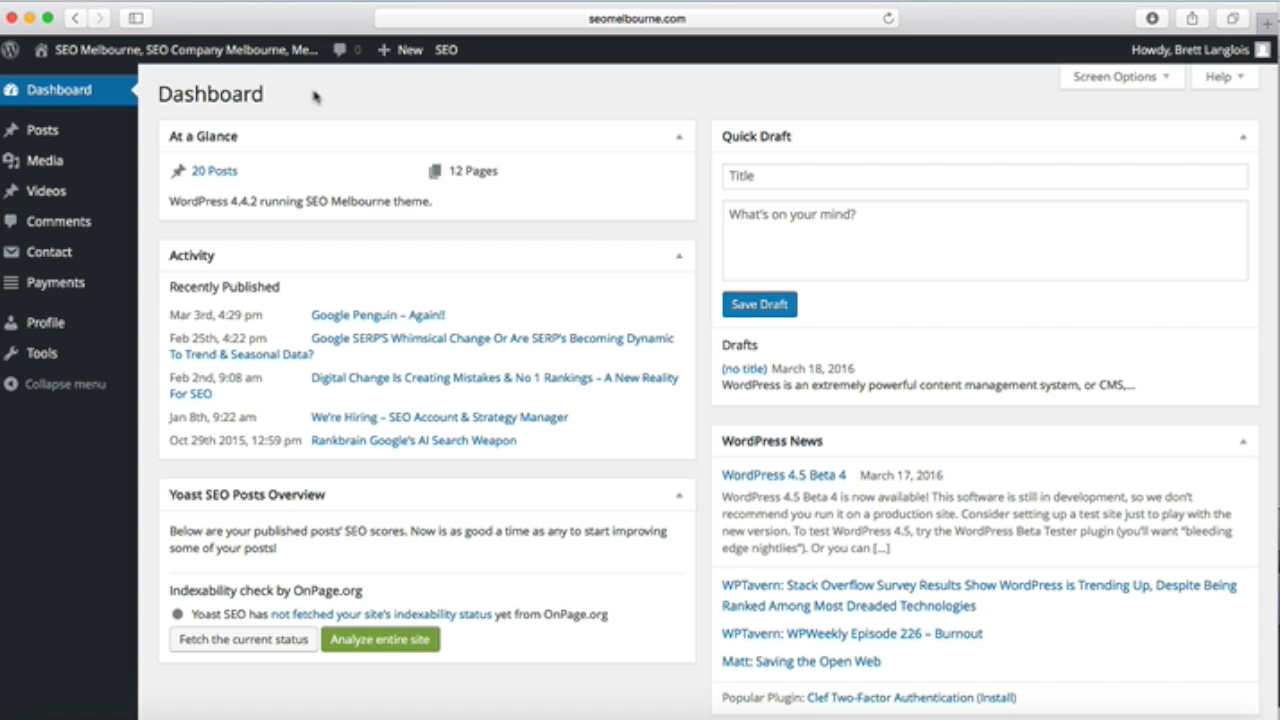 seomelbourne.com
SEO Melbourne, SEO Company Melbourne, Me... 0 New SEO
Howdy, Brett Langlois
Dashboard
Posts
Media
Videos
Comments
Contact
Payments
Profile
Tools
Collapse menu
Dashboard
Screen Options
Help
At a Glance
20 Posts
12 Pages
WordPress 4.4.2 running SEO Melbourne theme.
Activity
Recently Published
Mar 3rd, 4:29 pm Google Penguin – Again!!
Feb 25th, 4:22 pm Google SERP'S Whimsical Change Or Are SERP's Becoming Dynamic
To Trend & Seasonal Data?
Feb 2nd, 9:08 am Digital Change Is Creating Mistakes & No 1 Rankings – A New Reality
For SEO
Jan 8th, 9:22 am We're Hiring – SEO Account & Strategy Manager
Oct 29th 2015, 12:59 pm Rankbrain Google's AI Search Weapon
Yoast SEO Posts Overview
Below are your published posts' SEO scores. Now is as good a time as any to start improving
some of your posts!
Indexability check by OnPage.org
Yoast SEO has not fetched your site's indexability status yet from OnPage.org
Fetch the current status
Analyze entire site
Quick Draft
Title
What's on your mind?
Save Draft
Drafts
(no title) March 18, 2016
WordPress is an extremely powerful content management system, or CMS,...
WordPress News
WordPress 4.5 Beta 4 March 17, 2016
WordPress 4.5 Beta 4 is now available! This software is still in development, so we don't
recommend you run it on a production site. Consider setting up a test site just to play with the
new version. To test WordPress 4.5, try the WordPress Beta Tester plugin (you'll want "bleeding
edge nightlies"). Or you can [...]
WPTavern: Stack Overflow Survey Results Show WordPress is Trending Up, Despite Being
Ranked Among Most Dreaded Technologies
WPTavern: WPWeekly Episode 226 – Burnout
Matt: Saving the Open Web
Popular Plugin: Clef Two-Factor Authentication (Install)